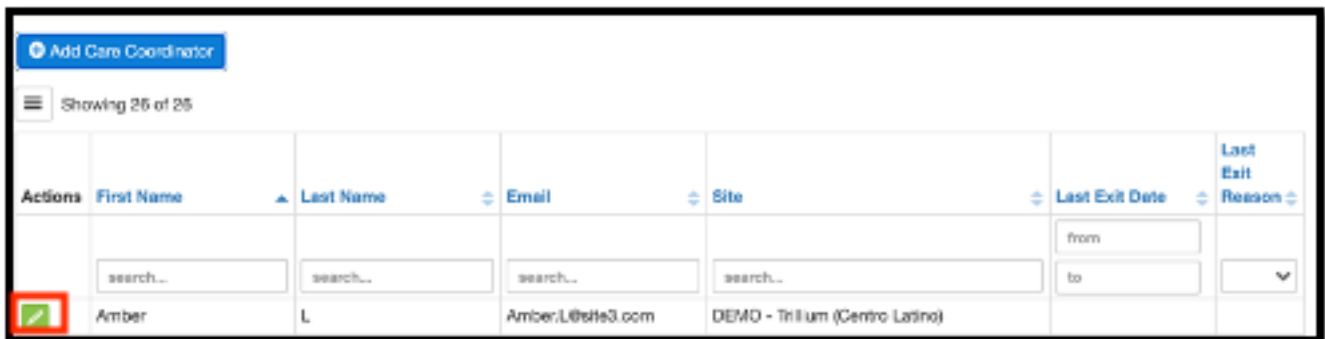 Add Care Coordinator
Showing 26 of 26
Last
Exit
Actions First Name Last Name Email Site Last Exit Date Reason
from
search... search... search... search... to
Amber L Amber.L@site3.com DEMO - Trillium (Centro Latino)